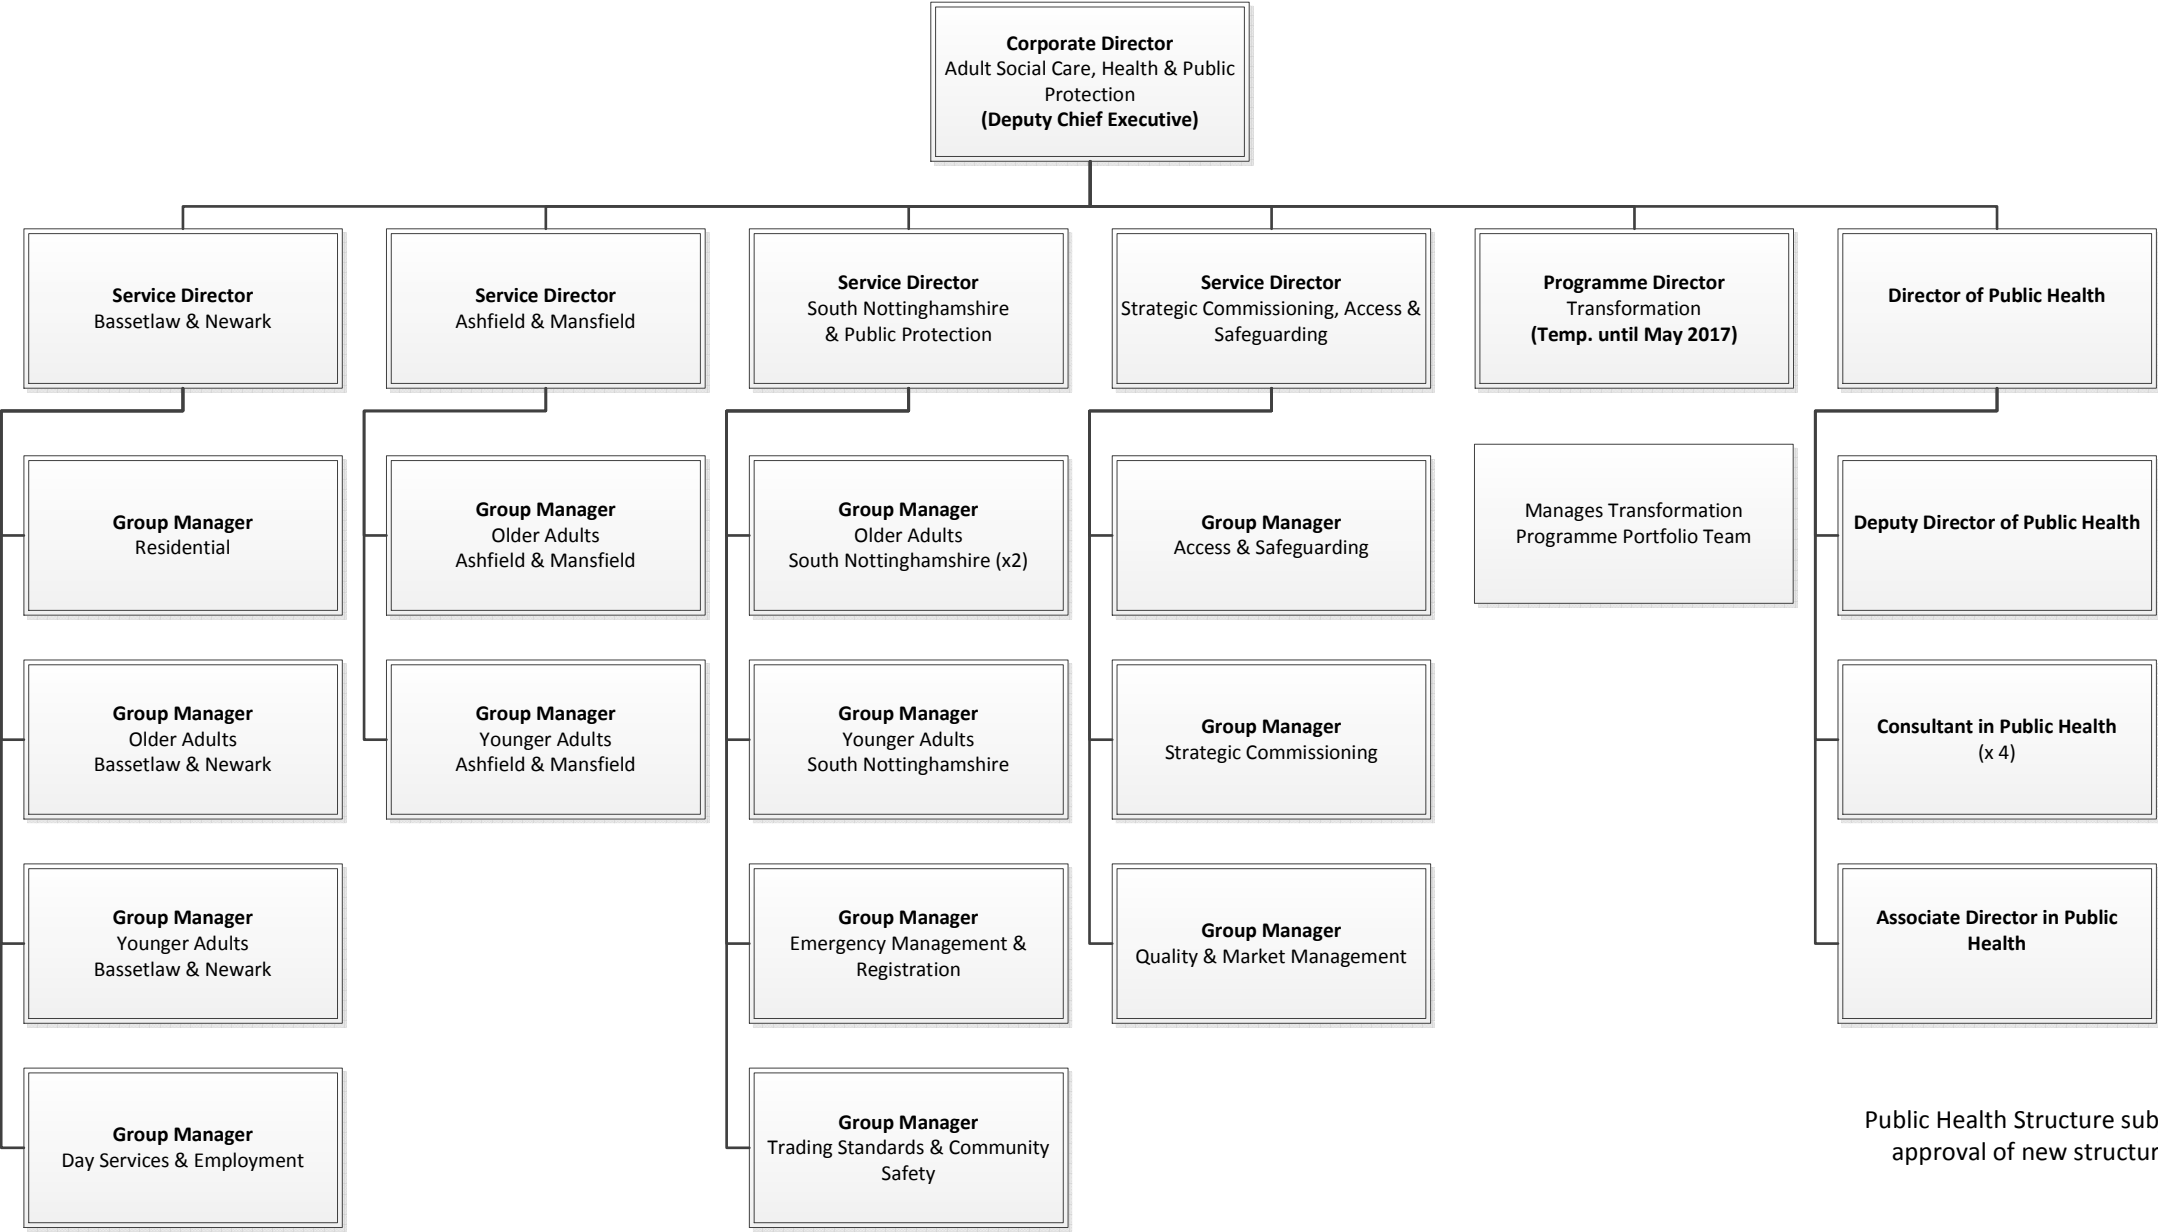 Corporate Director
Adult Social Care, Health & Public
Protection
(Deputy Chief Executive)
Service Director
Bassetlaw & Newark
Service Director
Ashfield & Mansfield
Service Director
South Nottinghamshire
& Public Protection
Service Director
Strategic Commissioning, Access &
Safeguarding
Programme Director
Transformation
(Temp. until May 2017)
Director of Public Health
Group Manager
Residential
Group Manager
Older Adults
Ashfield & Mansfield
Group Manager
Older Adults
South Nottinghamshire (x2)
Group Manager
Access & Safeguarding
Manages Transformation
Programme Portfolio Team
Deputy Director of Public Health
Group Manager
Older Adults
Bassetlaw & Newark
Group Manager
Younger Adults
Ashfield & Mansfield
Group Manager
Younger Adults
South Nottinghamshire
Group Manager
Strategic Commissioning
Consultant in Public Health
(x 4)
Group Manager
Younger Adults
Bassetlaw & Newark
Group Manager
Emergency Management &
Registration
Group Manager
Quality & Market Management
Associate Director in Public
Health
Group Manager
Day Services & Employment
Group Manager
Trading Standards & Community
Safety
Public Health Structure sub
approval of new structur